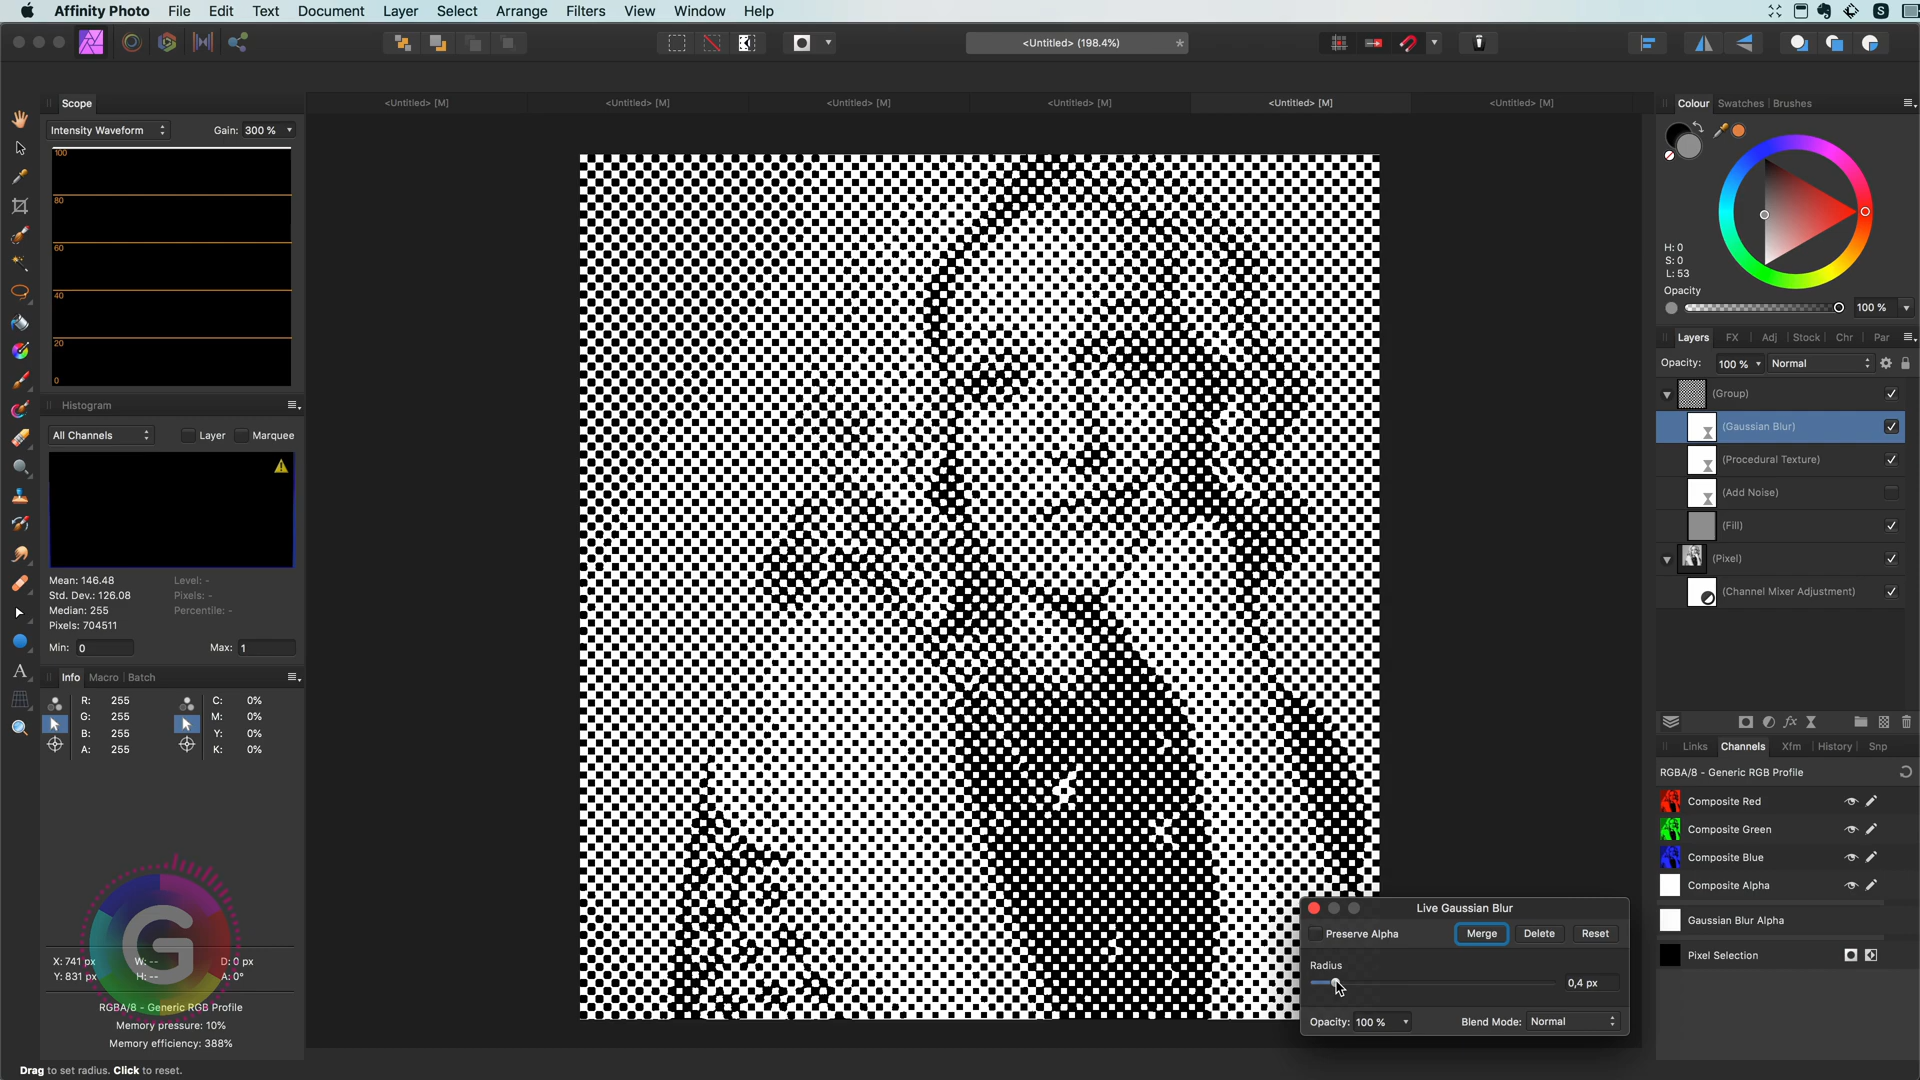 Affinity Photo File Edit Text Document Layer Select Arrange Filters View Window Help
<Untitled> (198.4%)
Scope
<Untitled> [M] <Untitled> [M] <Untitled> [M] <Untitled> [M] <Untitled> [M] <Untitled> [M]
Colour Swatches Brushes
Intensity Waveform Gain: 300 %
100
80
60
40
20
0
H: 0
S: 0
L: 53
Opacity
100 %
Layers FX Adj Stock Chr Par
Opacity: 100 % Normal
(Group)
(Gaussian Blur)
(Procedural Texture)
(Add Noise)
(Fill)
(Pixel)
(Channel Mixer Adjustment)
Histogram
All Channels Layer Marquee
Mean: 146.48 Level: -
Std. Dev.: 126.08 Pixels: -
Median: 255 Percentile: -
Pixels: 704511
Min: 0 Max: 1
Info Macro Batch
R: 255 C: 0%
G: 255 M: 0%
B: 255 Y: 0%
A: 255 K: 0%
G
X: 741 px W: -- D: 0 px
Y: 831 px H: -- A: 0°
RGBA/8 - Generic RGB Profile
Memory pressure: 10%
Memory efficiency: 388%
Links Channels Xfm History Snp
RGBA/8 - Generic RGB Profile
Composite Red
Composite Green
Composite Blue
Composite Alpha
Gaussian Blur Alpha
Pixel Selection
Live Gaussian Blur
Preserve Alpha Merge Delete Reset
Radius
0,4 px
Opacity: 100 % Blend Mode: Normal
Drag to set radius. Click to reset.